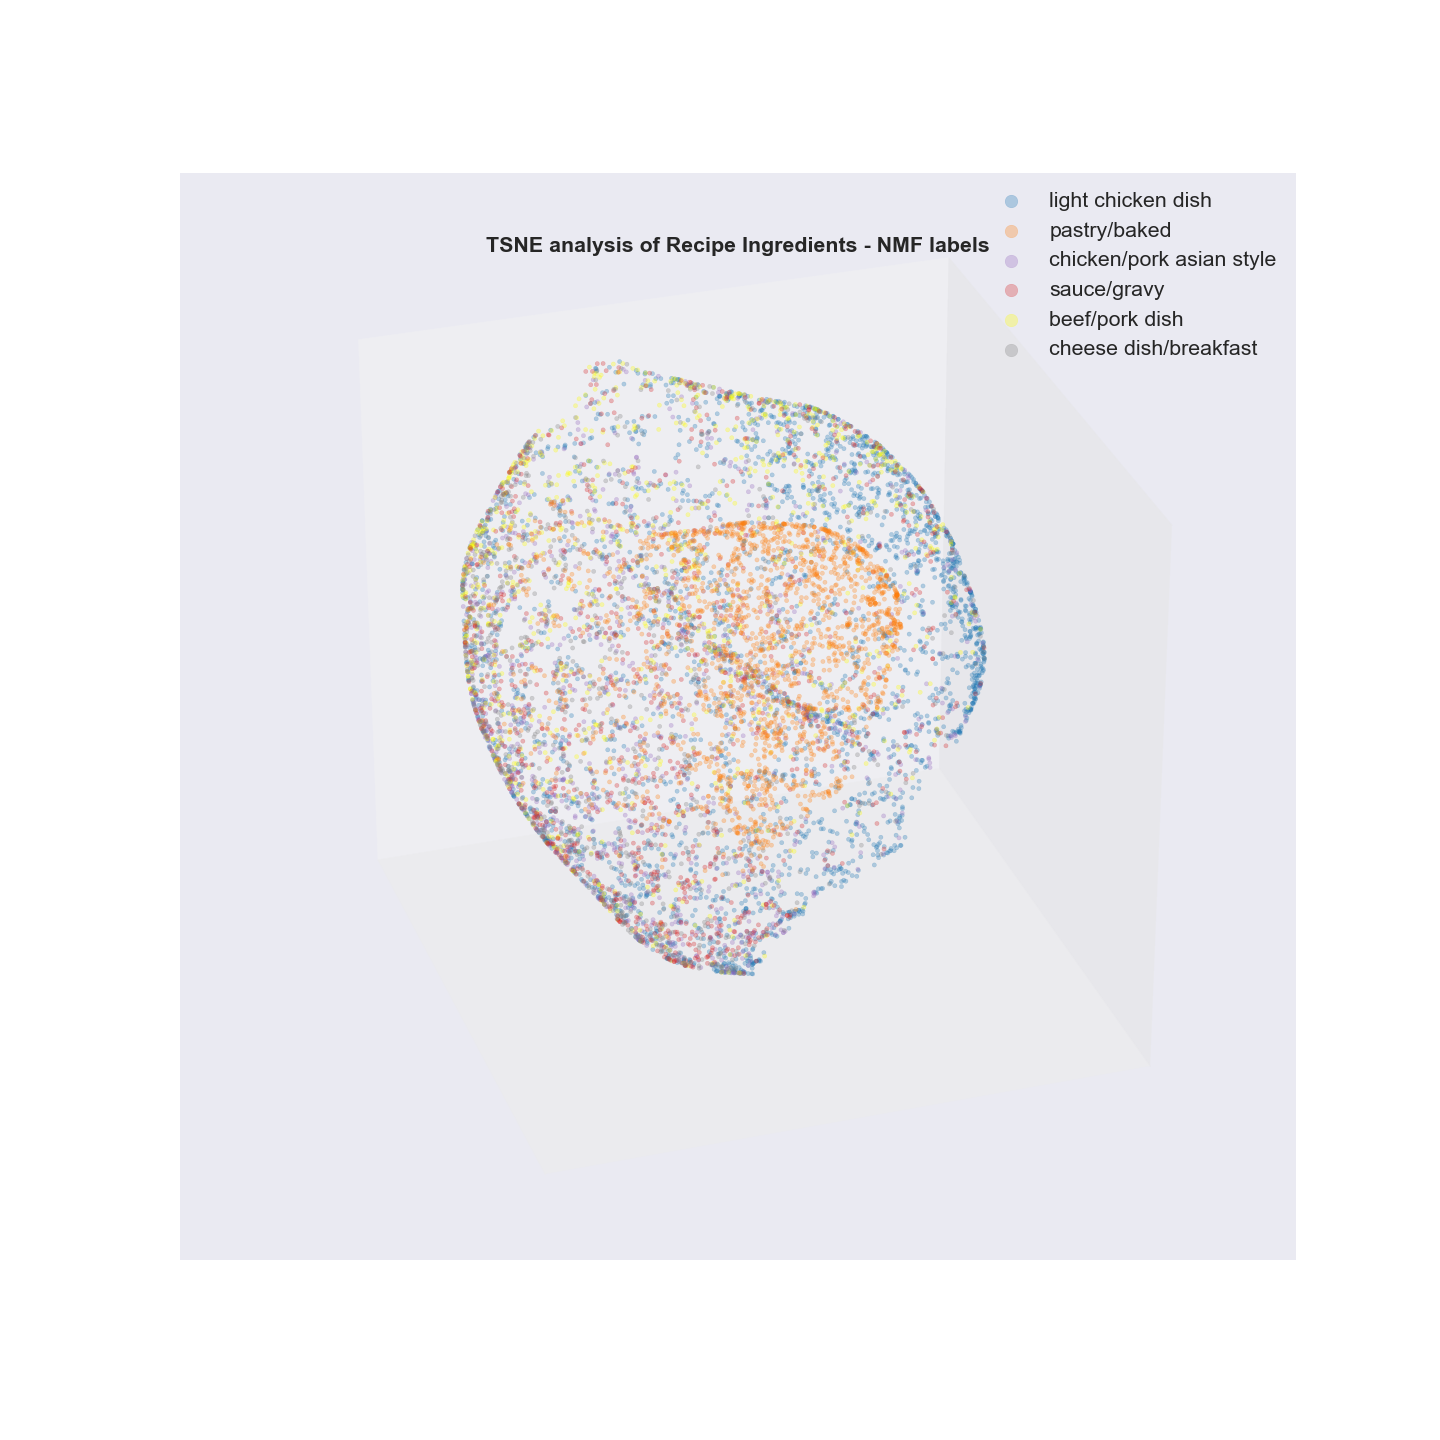 TSNE analysis of Recipe Ingredients - NMF labels
light chicken dish
pastry/baked
chicken/pork asian style
sauce/gravy
beef/pork dish
cheese dish/breakfast